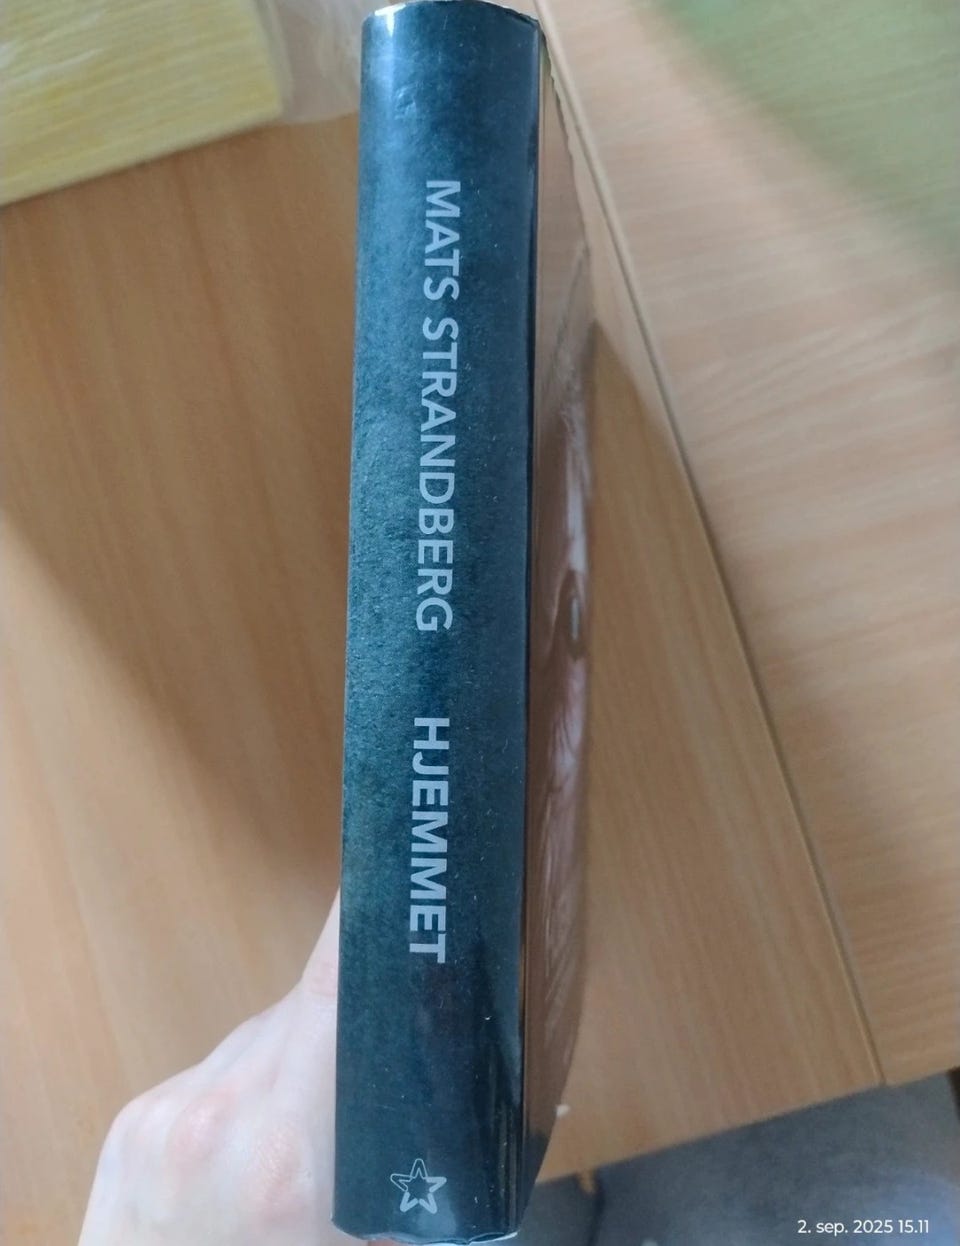 MATS STRANDBERG HJEMMET
2. sep. 2025 15.11